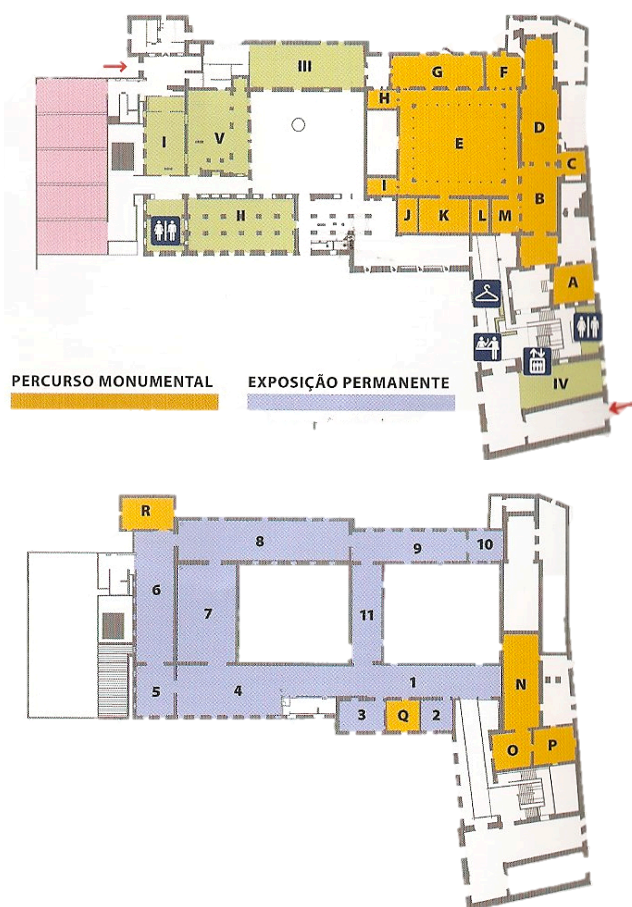 III
G
F
H
I
V
E
D
C
I
B
II
J
K
L
M
A
PERCURSO MONUMENTAL
EXPOSIÇÃO PERMANENTE
IV
R
8
9
10
6
7
11
N
5
4
1
3
Q
2
O
P